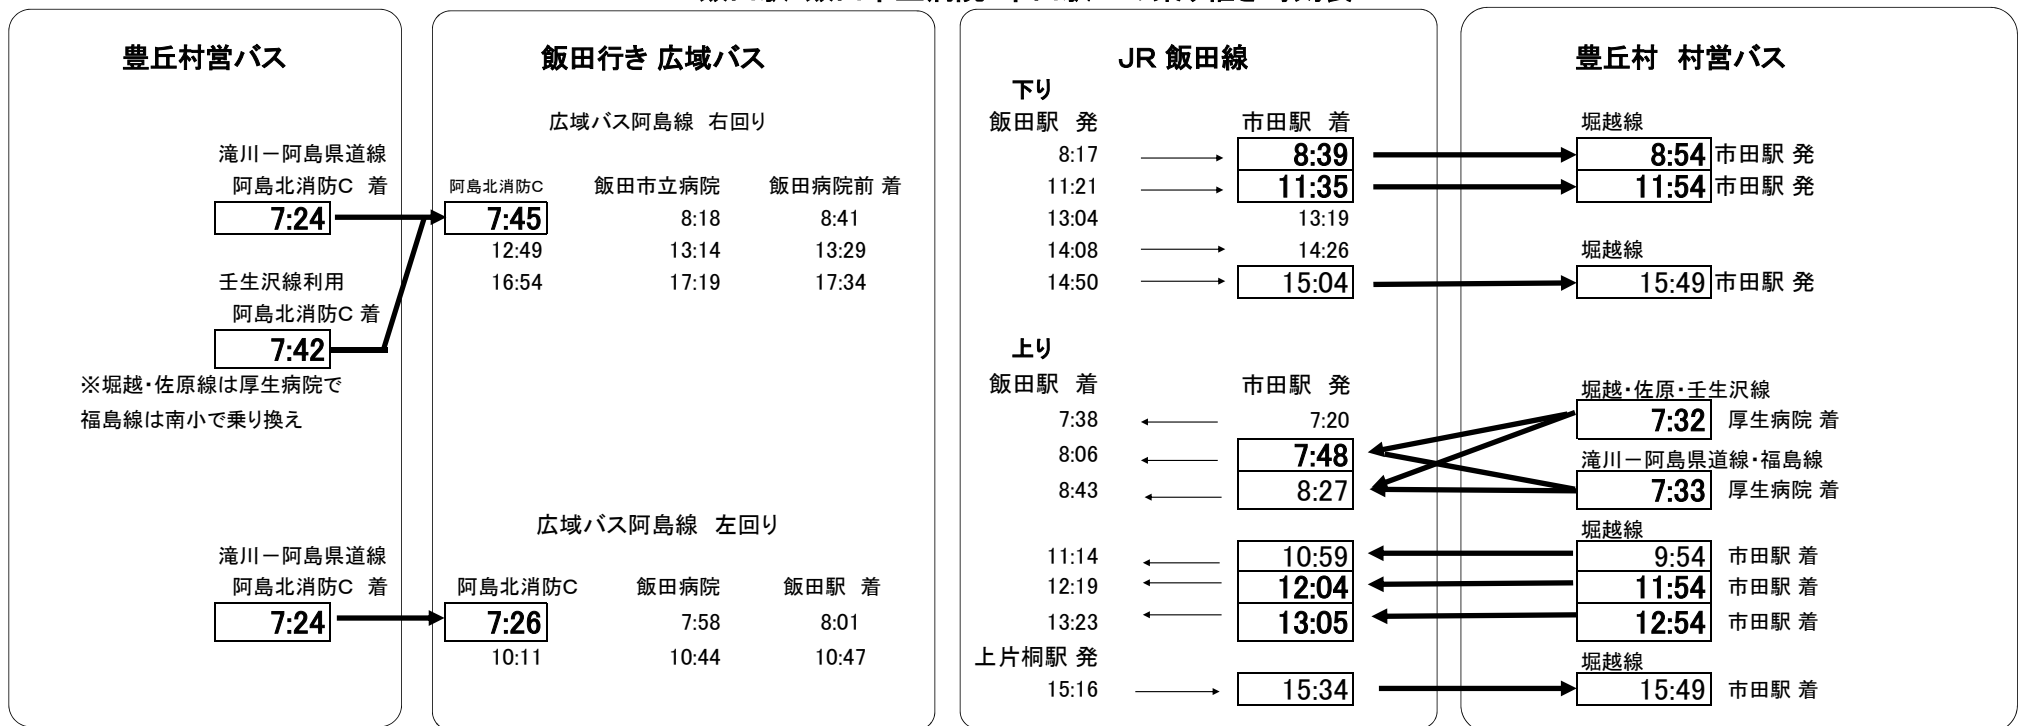 豊丘村営バス
滝川－阿島県道線
阿島北消防C 着
7:24
壬生沢線利用
阿島北消防C 着
7:42
※堀越・佐原線は厚生病院で
福島線は南小で乗り換え
滝川－阿島県道線
阿島北消防C 着
7:24
飯田行き 広域バス
広域バス阿島線 右回り
阿島北消防C 飯田市立病院 飯田病院前 着
7:45 8:18 8:41
12:49 13:14 13:29
16:54 17:19 17:34
広域バス阿島線 左回り
阿島北消防C 飯田病院 飯田駅 着
7:26 7:58 8:01
10:11 10:44 10:47
JR 飯田線
下り
飯田駅 発 市田駅 着
8:17 8:39
11:21 11:35
13:04 13:19
14:08 14:26
14:50 15:04
上り
飯田駅 着 市田駅 発
7:38 7:20
8:06 7:48
8:43 8:27
11:14 10:59
12:19 12:04
13:23 13:05
上片桐駅 発
15:16 15:34
豊丘村 村営バス
堀越線
8:54 市田駅 発
11:54 市田駅 発
堀越線
15:49 市田駅 発
堀越・佐原・壬生沢線
7:32 厚生病院 着
滝川－阿島県道線・福島線
7:33 厚生病院 着
堀越線
9:54 市田駅 着
11:54 市田駅 着
12:54 市田駅 着
堀越線
15:49 市田駅 着